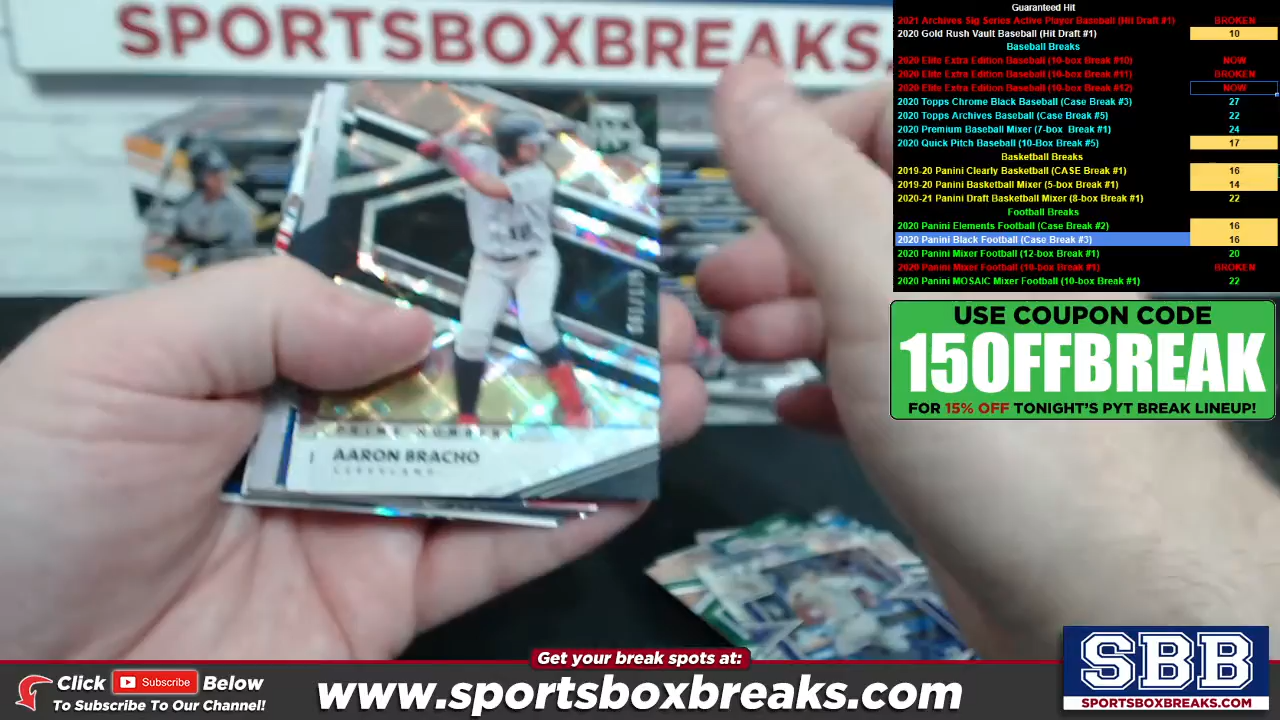 SPORTSBOXBREAKS.
Guaranteed Hit
2021 Archives Sig Series Active Player Baseball (Hit Draft #1) BROKEN
2020 Gold Rush Vault Baseball (Hit Draft #1) 10
Baseball Breaks
2020 Elite Extra Edition Baseball (10-box Break #10) NOW
2020 Elite Extra Edition Baseball (10-box Break #11) BROKEN
2020 Elite Extra Edition Baseball (10-box Break #12) NOW
2020 Topps Chrome Black Baseball (Case Break #3) 27
2020 Topps Archives Baseball (Case Break #5) 22
2020 Premium Baseball Mixer (7-box Break #1) 24
2020 Quick Pitch Baseball (10-Box Break #5) 17
Basketball Breaks
2019-20 Panini Clearly Basketball (CASE Break #1) 16
2019-20 Panini Basketball Mixer (5-box Break #1) 14
2020-21 Panini Draft Basketball Mixer (8-box Break #1) 22
Football Breaks
2020 Panini Elements Football (Case Break #2) 16
2020 Panini Black Football (Case Break #3) 16
2020 Panini Mixer Football (12-box Break #1) 20
2020 Panini Mixer Football (10-box Break #1) BROKEN
2020 Panini MOSAIC Mixer Football (10-box Break #1) 22
USE COUPON CODE
15OFFBREAK
FOR 15% OFF TONIGHT'S PYT BREAK LINEUP!
PRIME NUMBERS
AARON BRACHO
CLEVELAND
Get your break spots at:
Click Subscribe Below
To Subscribe To Our Channel!
www.sportsboxbreaks.com
SBB
SPORTSBOXBREAKS.COM